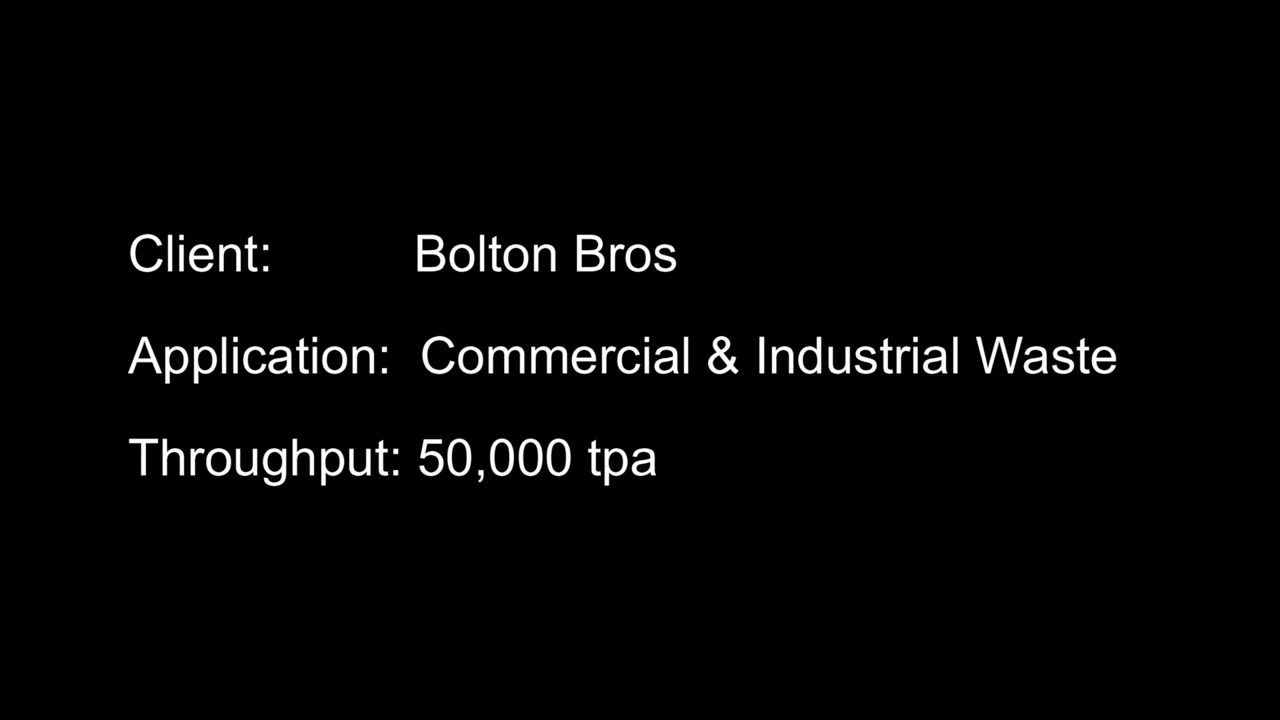 Client: Bolton Bros
Application: Commercial & Industrial Waste
Throughput: 50,000 tpa